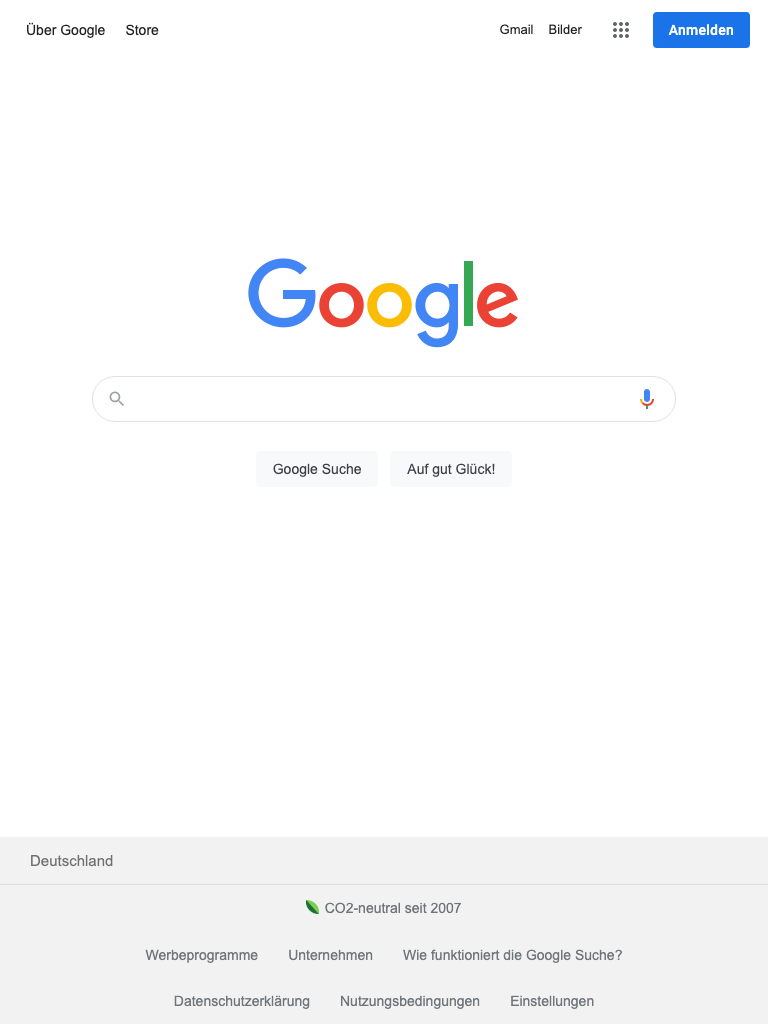 Über Google Store Gmail Bilder Anmelden
Google
Google Suche Auf gut Glück!
Deutschland
CO2-neutral seit 2007
Werbeprogramme Unternehmen Wie funktioniert die Google Suche?
Datenschutzerklärung Nutzungsbedingungen Einstellungen